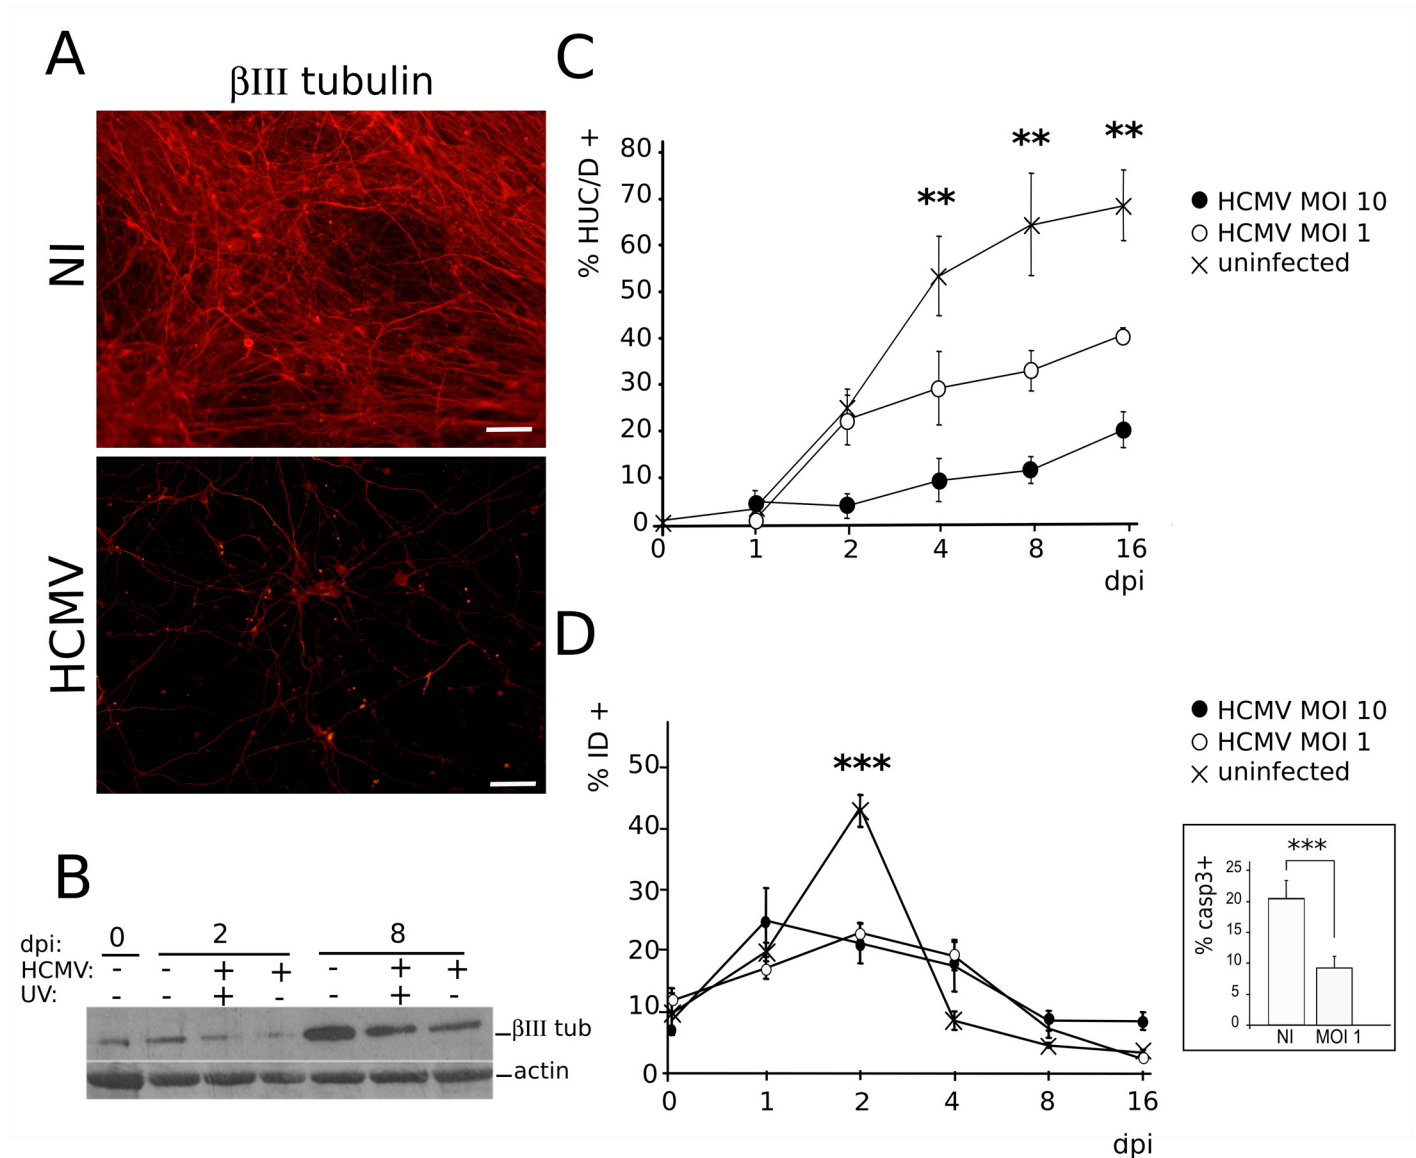 A
βIII tubulin
NI
HCMV
B
dpi: 0 2 8
HCMV: - - + + - + +
UV: - - + - - + -
βIII tub
actin
C
% HUC/D +
80
70
60
50
40
30
20
10
0
** ** **
0 1 2 4 8 16
dpi
HCMV MOI 10
HCMV MOI 1
uninfected
D
% ID +
50
40
30
20
10
0
***
0 1 2 4 8 16
dpi
HCMV MOI 10
HCMV MOI 1
uninfected
% casp3+
***
25
20
15
10
5
0
NI MOI 1